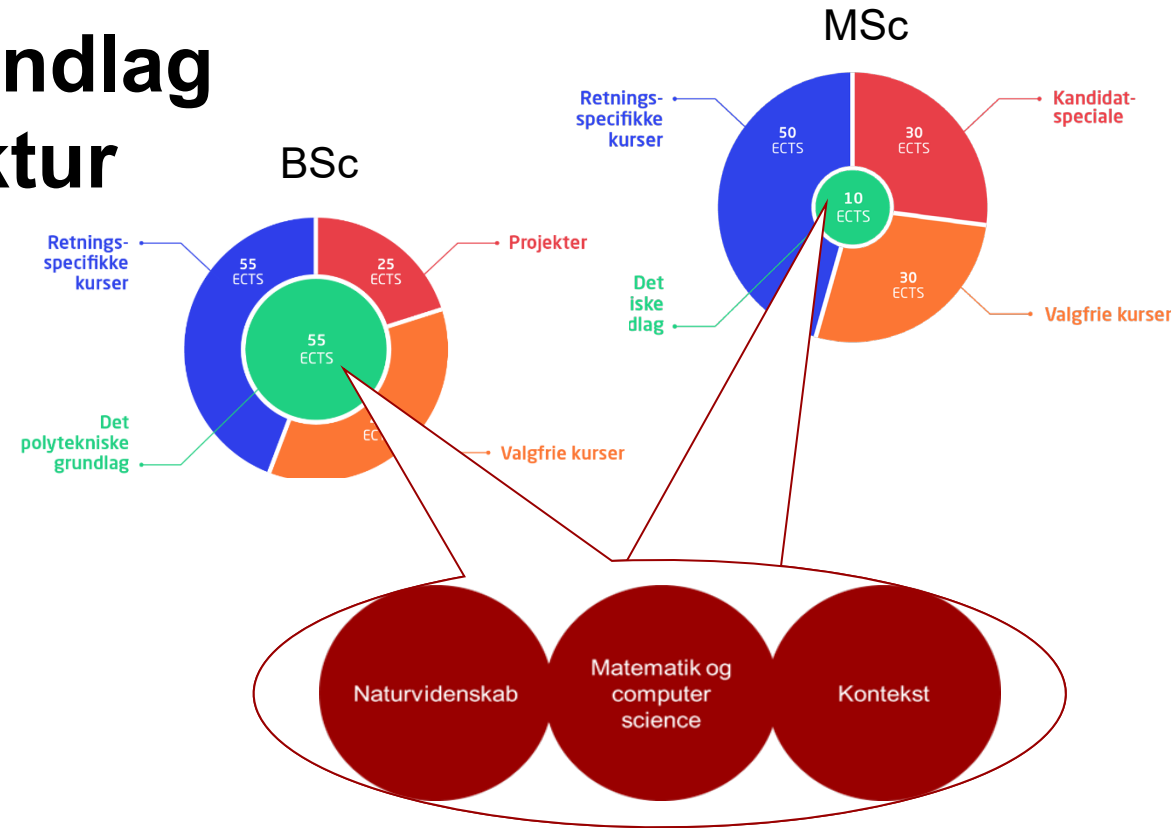 ndlag
ktur
BSc
Retnings-
specifikke
kurser
55
ECTS
25
ECTS
Projekter
55
ECTS
Det
polytekniske
grundlag
Valgfrie kurser
MSc
Retnings-
specifikke
kurser
50
ECTS
30
ECTS
Kandidat-
speciale
10
ECTS
Det
iske
dlag
30
ECTS
Valgfrie kurser
Naturvidenskab
Matematik og
computer
science
Kontekst